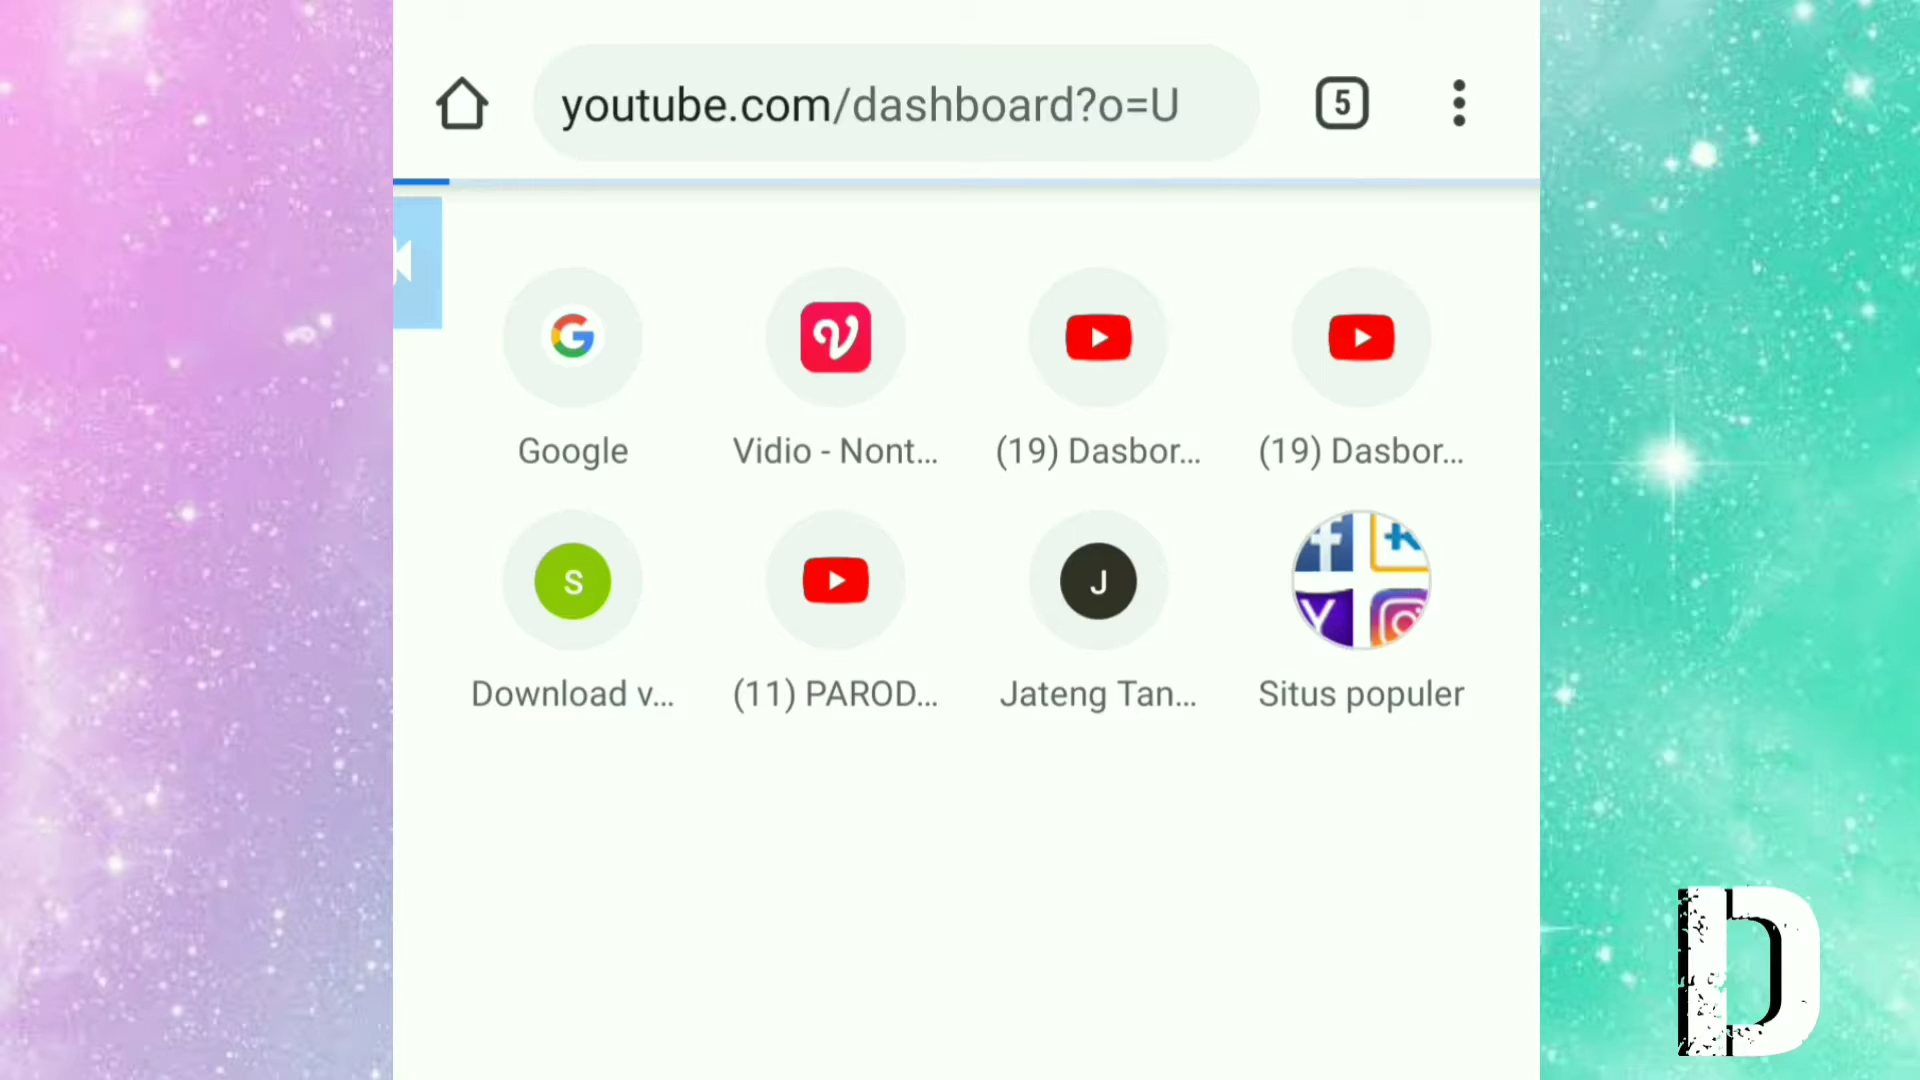 youtube.com/dashboard?o=U
5
Google
Vidio - Nont...
(19) Dasbor...
(19) Dasbor...
S
J
Download v...
(11) PAROD...
Jateng Tan...
Situs populer
D